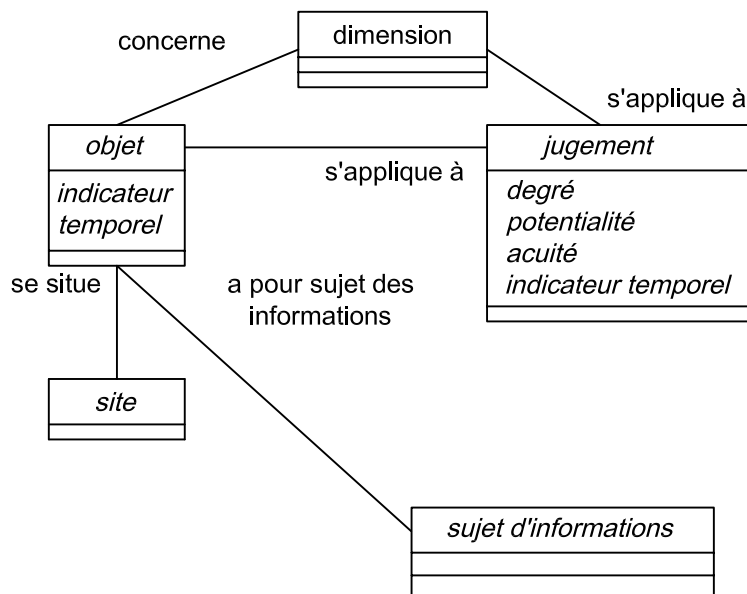 concerne
dimension
s'applique à
objet
jugement
s'applique à
indicateur
temporel
degré
potentialité
acuité
indicateur temporel
se situe
a pour sujet des
informations
site
sujet d'informations